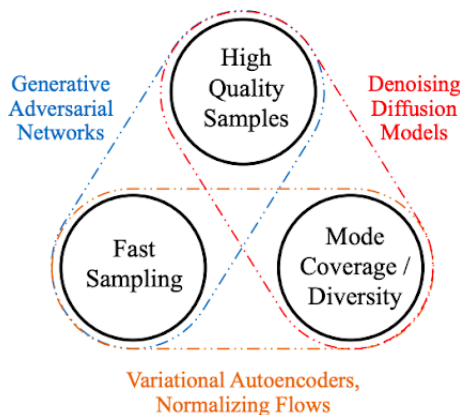 High
Quality
Samples
Generative
Adversarial
Networks
Denoising
Diffusion
Models
Fast
Sampling
Mode
Coverage /
Diversity
Variational Autoencoders,
Normalizing Flows